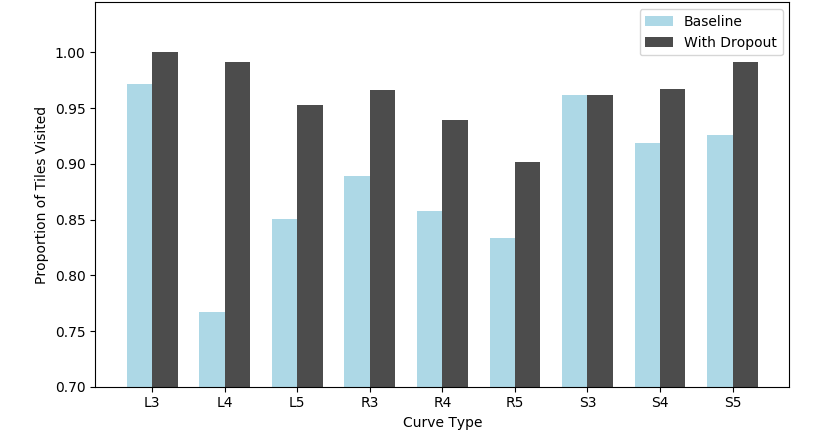 Baseline
With Dropout
1.00
0.95
0.90
0.85
0.80
0.75
0.70
Proportion of Tiles Visited
L3 L4 L5 R3 R4 R5 S3 S4 S5
Curve Type